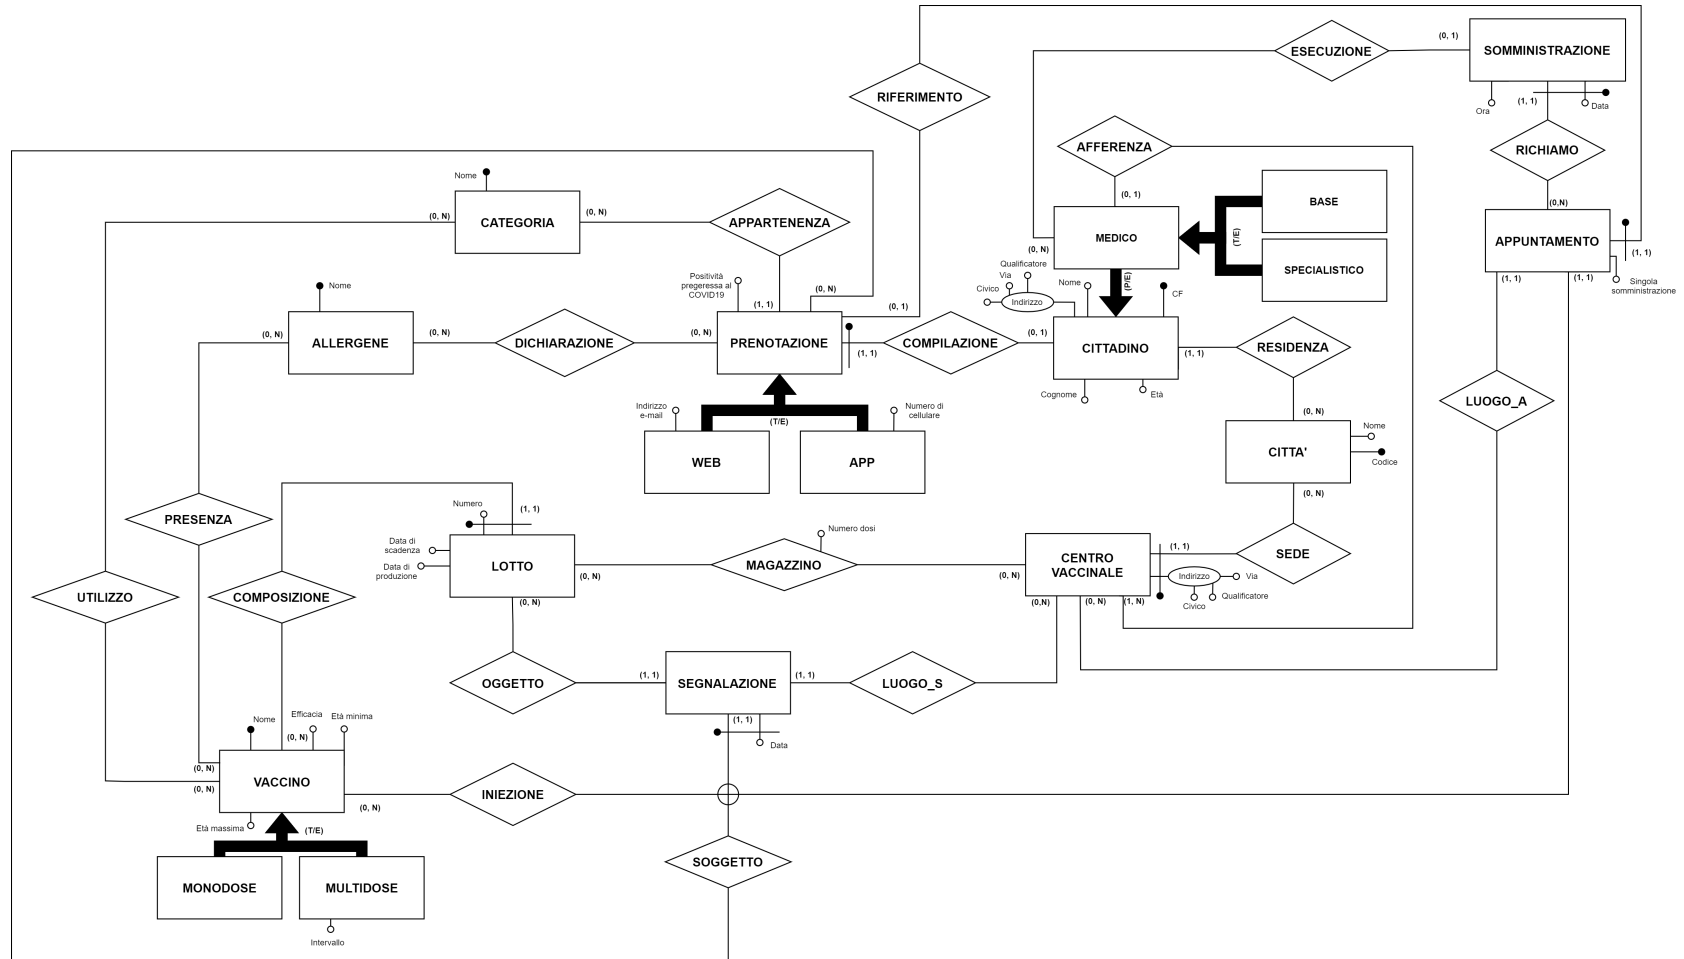 (0, 1)
ESECUZIONE
SOMMINISTRAZIONE
RIFERIMENTO
(1, 1)
Ora
Data
AFFERENZA
RICHIAMO
Nome
(0, 1)
BASE
(0, N)
CATEGORIA
(0, N)
APPARTENENZA
(0,N)
MEDICO
(T/E)
APPUNTAMENTO
(0, N)
(1, 1)
Qualificatore
Via
Civico
Indirizzo
Nome
(P/E)
SPECIALISTICO
CF
(1, 1)
(1, 1)
Singola
somministrazione
Positività
pregeressa al
COVID19
(0, N)
Nome
(1, 1)
(0, 1)
(0, N)
ALLERGENE
(0, N)
DICHIARAZIONE
(0, N)
PRENOTAZIONE
(1, 1)
COMPILAZIONE
(0, 1)
CITTADINO
(1, 1)
RESIDENZA
Cognome
Età
LUOGO_A
Indirizzo
e-mail
(T/E)
Numero di
cellulare
(0, N)
Nome
WEB
APP
CITTA'
Codice
(0, N)
PRESENZA
Numero
(1, 1)
Numero dosi
Data di
scadenza
Data di
produzione
LOTTO
(0, N)
MAGAZZINO
(0, N)
CENTRO
VACCINALE
(1, 1)
SEDE
Indirizzo
Via
Civico
Qualificatore
UTILIZZO
COMPOSIZIONE
(0, N)
(0,N)
(0, N)
(1, N)
OGGETTO
(1, 1)
SEGNALAZIONE
(1, 1)
LUOGO_S
Nome
Efficacia
Età minima
(0, N)
(1, 1)
Data
(0, N)
(0, N)
VACCINO
(0, N)
INIEZIONE
Età massima
(T/E)
SOGGETTO
MONODOSE
MULTIDOSE
Intervallo